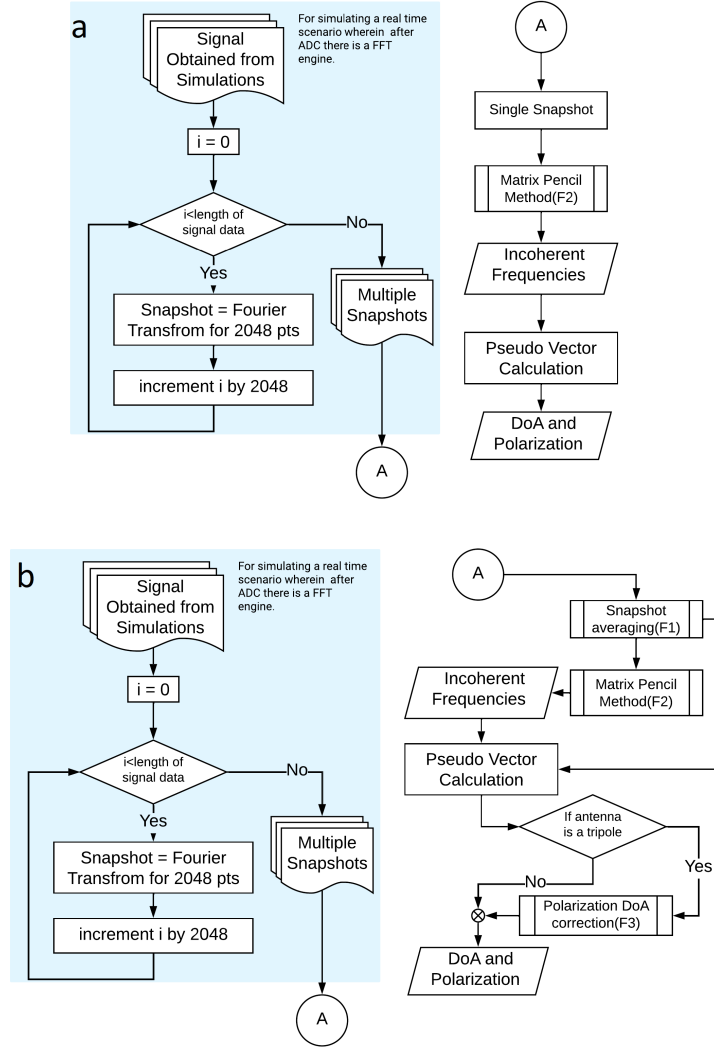 a
Signal
Obtained from
Simulations
For simulating a real time
scenario wherein after
ADC there is a FFT
engine.
i = 0
i<length of
signal data
No
Yes
Snapshot = Fourier
Transfrom for 2048 pts
increment i by 2048
Multiple
Snapshots
A
A
Single Snapshot
Matrix Pencil
Method(F2)
Incoherent
Frequencies
Pseudo Vector
Calculation
DoA and
Polarization
b
Signal
Obtained from
Simulations
For simulating a real time
scenario wherein after
ADC there is a FFT
engine.
i = 0
i<length of
signal data
No
Yes
Snapshot = Fourier
Transfrom for 2048 pts
increment i by 2048
Multiple
Snapshots
A
A
Snapshot
averaging(F1)
Matrix Pencil
Method(F2)
Incoherent
Frequencies
Pseudo Vector
Calculation
If antenna
is a tripole
Yes
No
Polarization DoA
correction(F3)
DoA and
Polarization